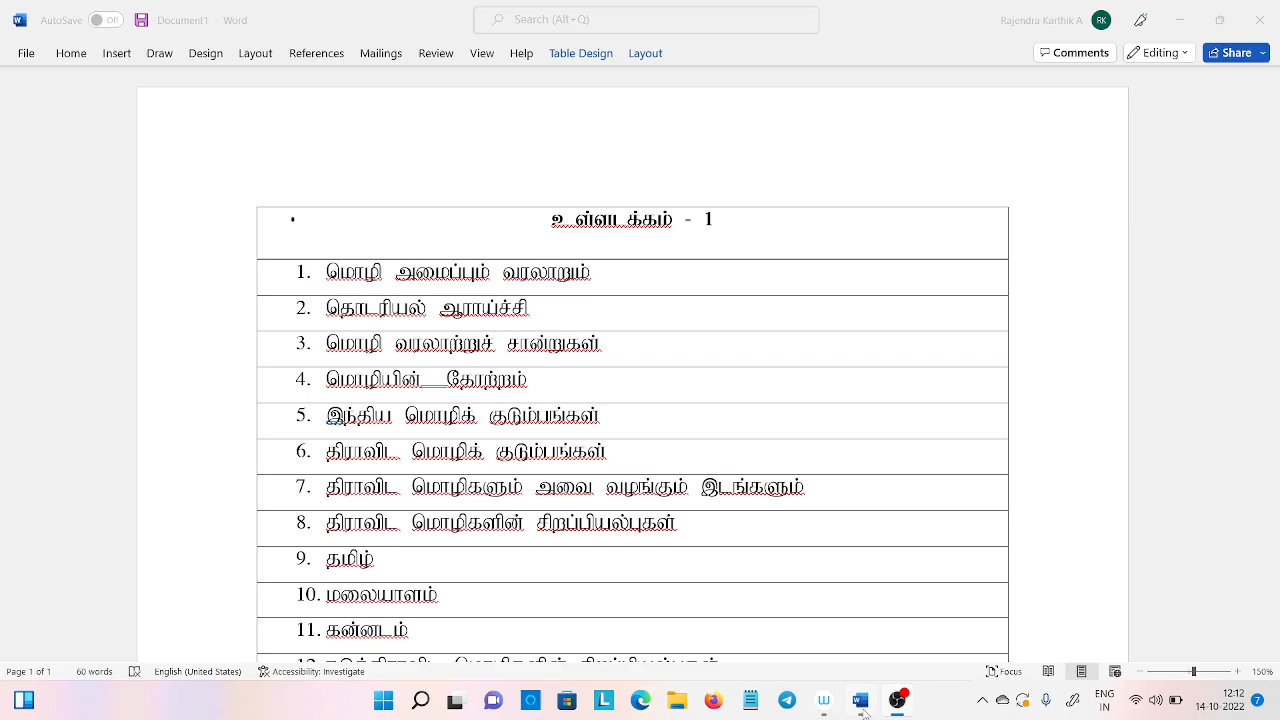 AutoSave Off Document1 - Word Search (Alt+Q) Rajendra Karthik A RK
File Home Insert Draw Design Layout References Mailings Review View Help Table Design Layout Comments Editing Share
• உள்ளடக்கம் - 1
1. மொழி அமைப்பும் வரலாறும்
2. தொடரியல் ஆராய்ச்சி
3. மொழி வரலாற்றுச் சான்றுகள்
4. மொழியின் தோற்றம்
5. இந்திய மொழிக் குடும்பங்கள்
6. திராவிட மொழிக் குடும்பங்கள்
7. திராவிட மொழிகளும் அவை வழங்கும் இடங்களும்
8. திராவிட மொழிகளின் சிறப்பியல்புகள்
9. தமிழ்
10. மலையாளம்
11. கன்னடம்
Page 1 of 1 60 words English (United States) Accessibility: Investigate Focus 150%
ENG IN 12:12 14-10-2022 7